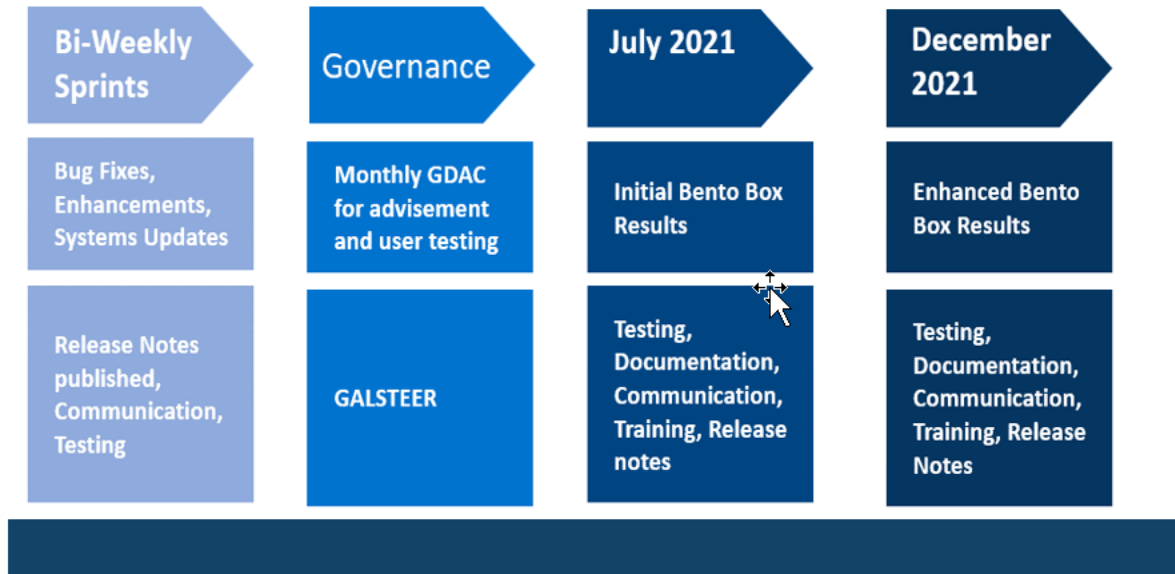 Bi-Weekly
Sprints
Governance
July 2021
December
2021
Bug Fixes,
Enhancements,
Systems Updates
Monthly GDAC
for advisement
and user testing
Initial Bento Box
Results
Enhanced Bento
Box Results
Release Notes
published,
Communication,
Testing
GALSTEER
Testing,
Documentation,
Communication,
Training, Release
notes
Testing,
Documentation,
Communication,
Training, Release
Notes